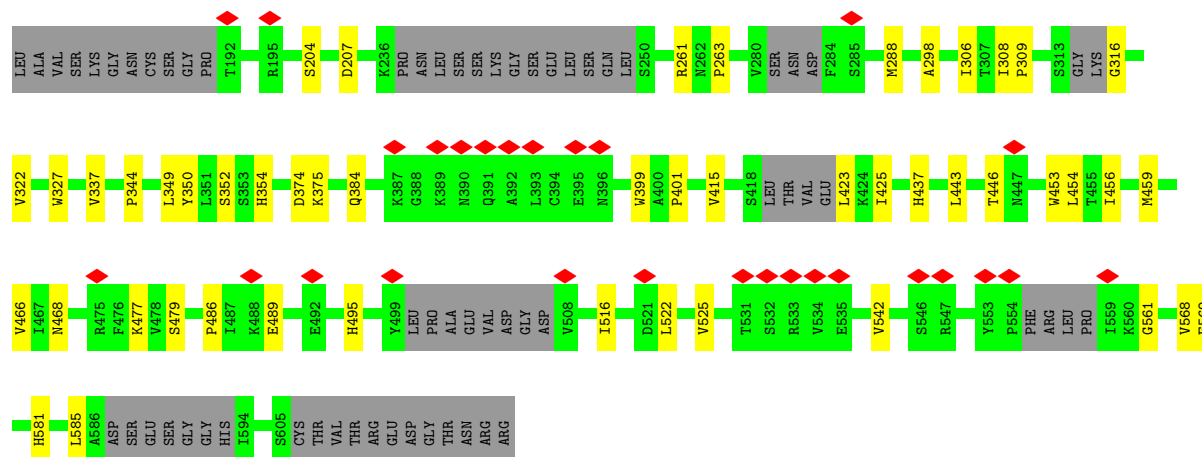 LEU ALA VAL SER LYS GLY ASN CYS SER GLY PRO T192 R195 S204 D207 K236 PRO ASN LEU SER SER LYS GLY SER GLU LEU SER GLN LEU S250 R261 N262 P263 V280 SER ASN ASP F284 S285 M288 A298 I306 T307 I308 P309 S313 GLY LYS G316
V322 W327 V337 P344 L349 Y350 L351 S352 S353 H354 D374 K375 Q384 K387 G388 K389 N390 Q391 A392 L393 C394 E395 N396 W399 A400 P401 V415 S418 LEU THR VAL GLU L423 K424 I425 H437 L443 T446 N447 W453 L454 T455 I456 M459
V466 I467 N468 R475 F476 K477 V478 S479 P486 I487 K488 E489 E492 H495 Y499 LEU PRO ALA GLU VAL ASP GLY ASP V508 I516 D521 L522 V525 T531 S532 R533 V534 E535 V542 S546 R547 Y553 P554 PHE ARG LEU PRO I559 K560 G561 V568
H581 L585 A586 ASP SER GLU SER GLY GLY HIS I594 S605 CYS THR VAL THR ARG GLU ASP GLY THR ASN ARG ARG